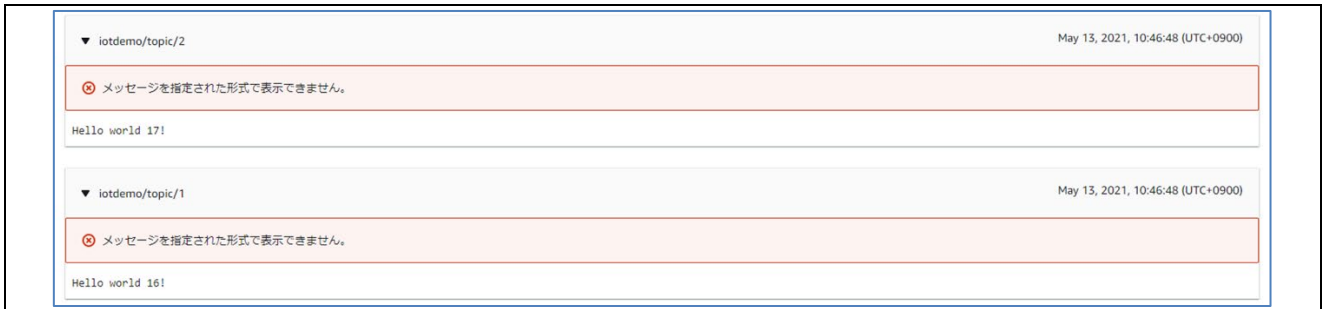 ▼ iotdemo/topic/2
May 13, 2021, 10:46:48 (UTC+0900)
メッセージを指定された形式で表示できません。
Hello world 17!
▼ iotdemo/topic/1
May 13, 2021, 10:46:48 (UTC+0900)
メッセージを指定された形式で表示できません。
Hello world 16!